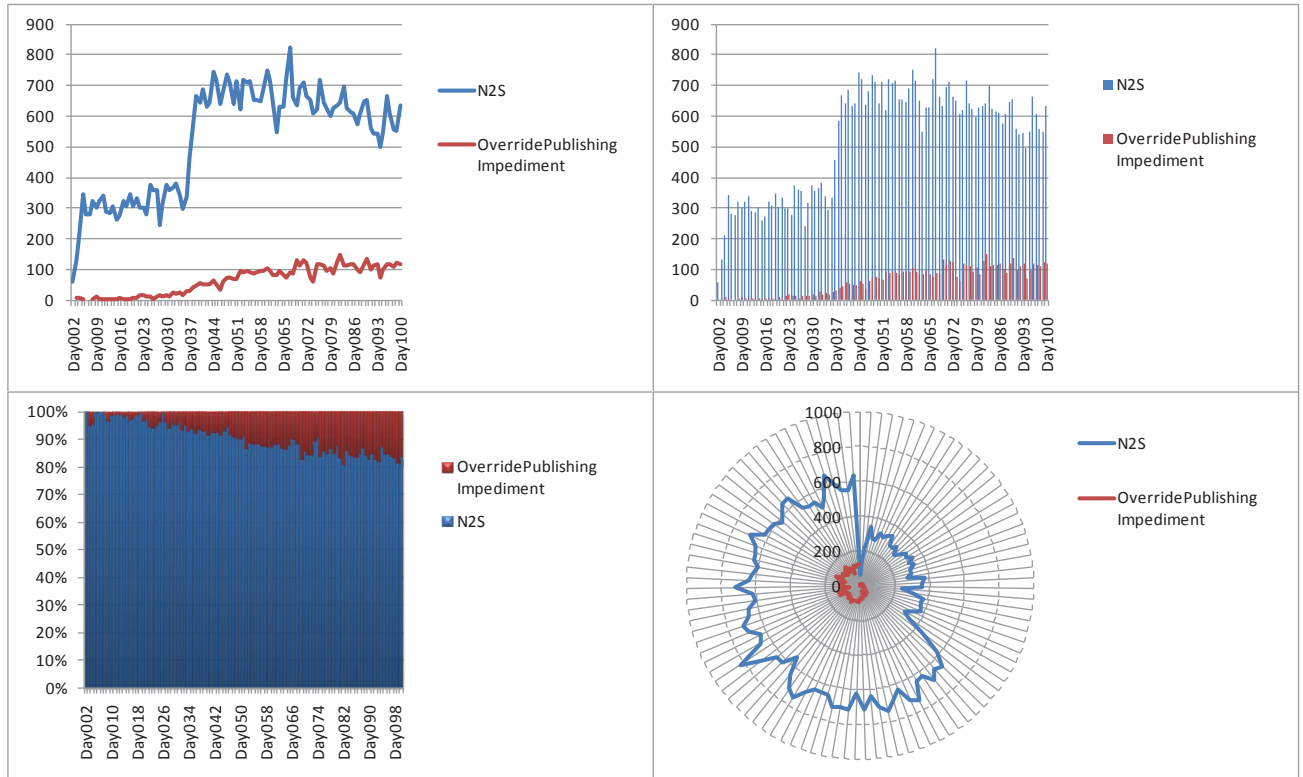 900
800
700
600
500
400
300
200
100
0
Day002
Day009
Day016
Day023
Day030
Day037
Day044
Day051
Day058
Day065
Day072
Day079
Day086
Day093
Day100
N2S
OverridePublishing
Impediment
900
800
700
600
500
400
300
200
100
0
Day002
Day009
Day016
Day023
Day030
Day037
Day044
Day051
Day058
Day065
Day072
Day079
Day086
Day093
Day100
N2S
OverridePublishing
Impediment
100%
90%
80%
70%
60%
50%
40%
30%
20%
10%
0%
Day002
Day010
Day018
Day026
Day034
Day042
Day050
Day058
Day066
Day074
Day082
Day090
Day098
OverridePublishing
Impediment
N2S
1000
800
600
400
200
0
N2S
OverridePublishing
Impediment